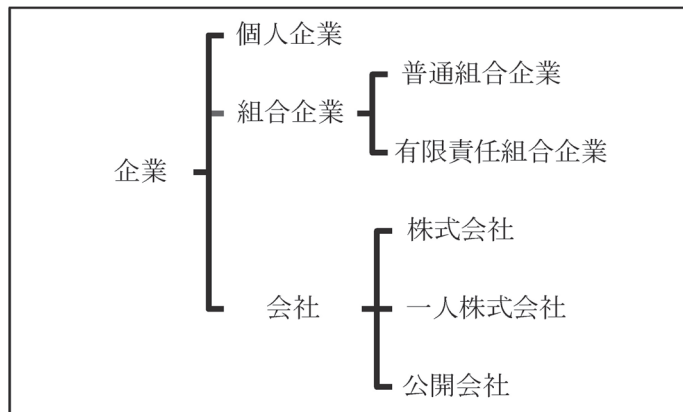 企業
個人企業
組合企業
普通組合企業
有限責任組合企業
会社
株式会社
一人株式会社
公開会社